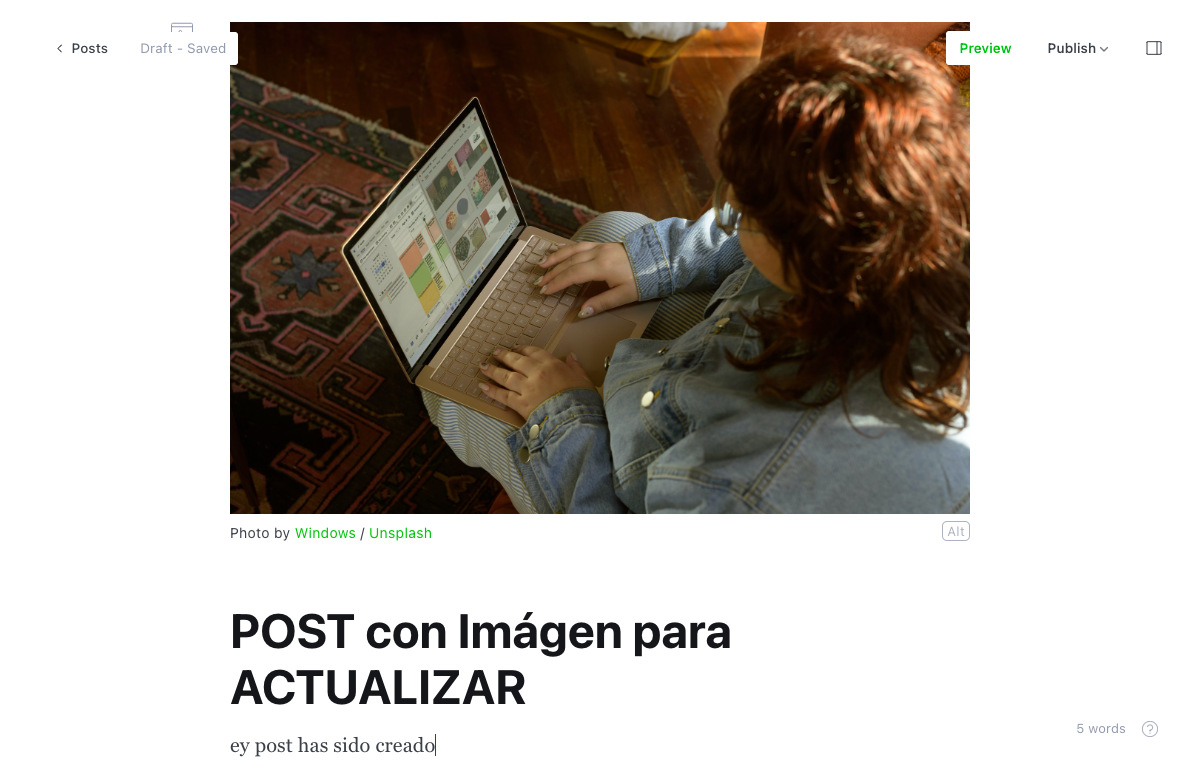 Posts
Draft - Saved
Preview
Publish
Photo by Windows / Unsplash
Alt
POST con Imágen para
ACTUALIZAR
ey post has sido creado
5 words
?